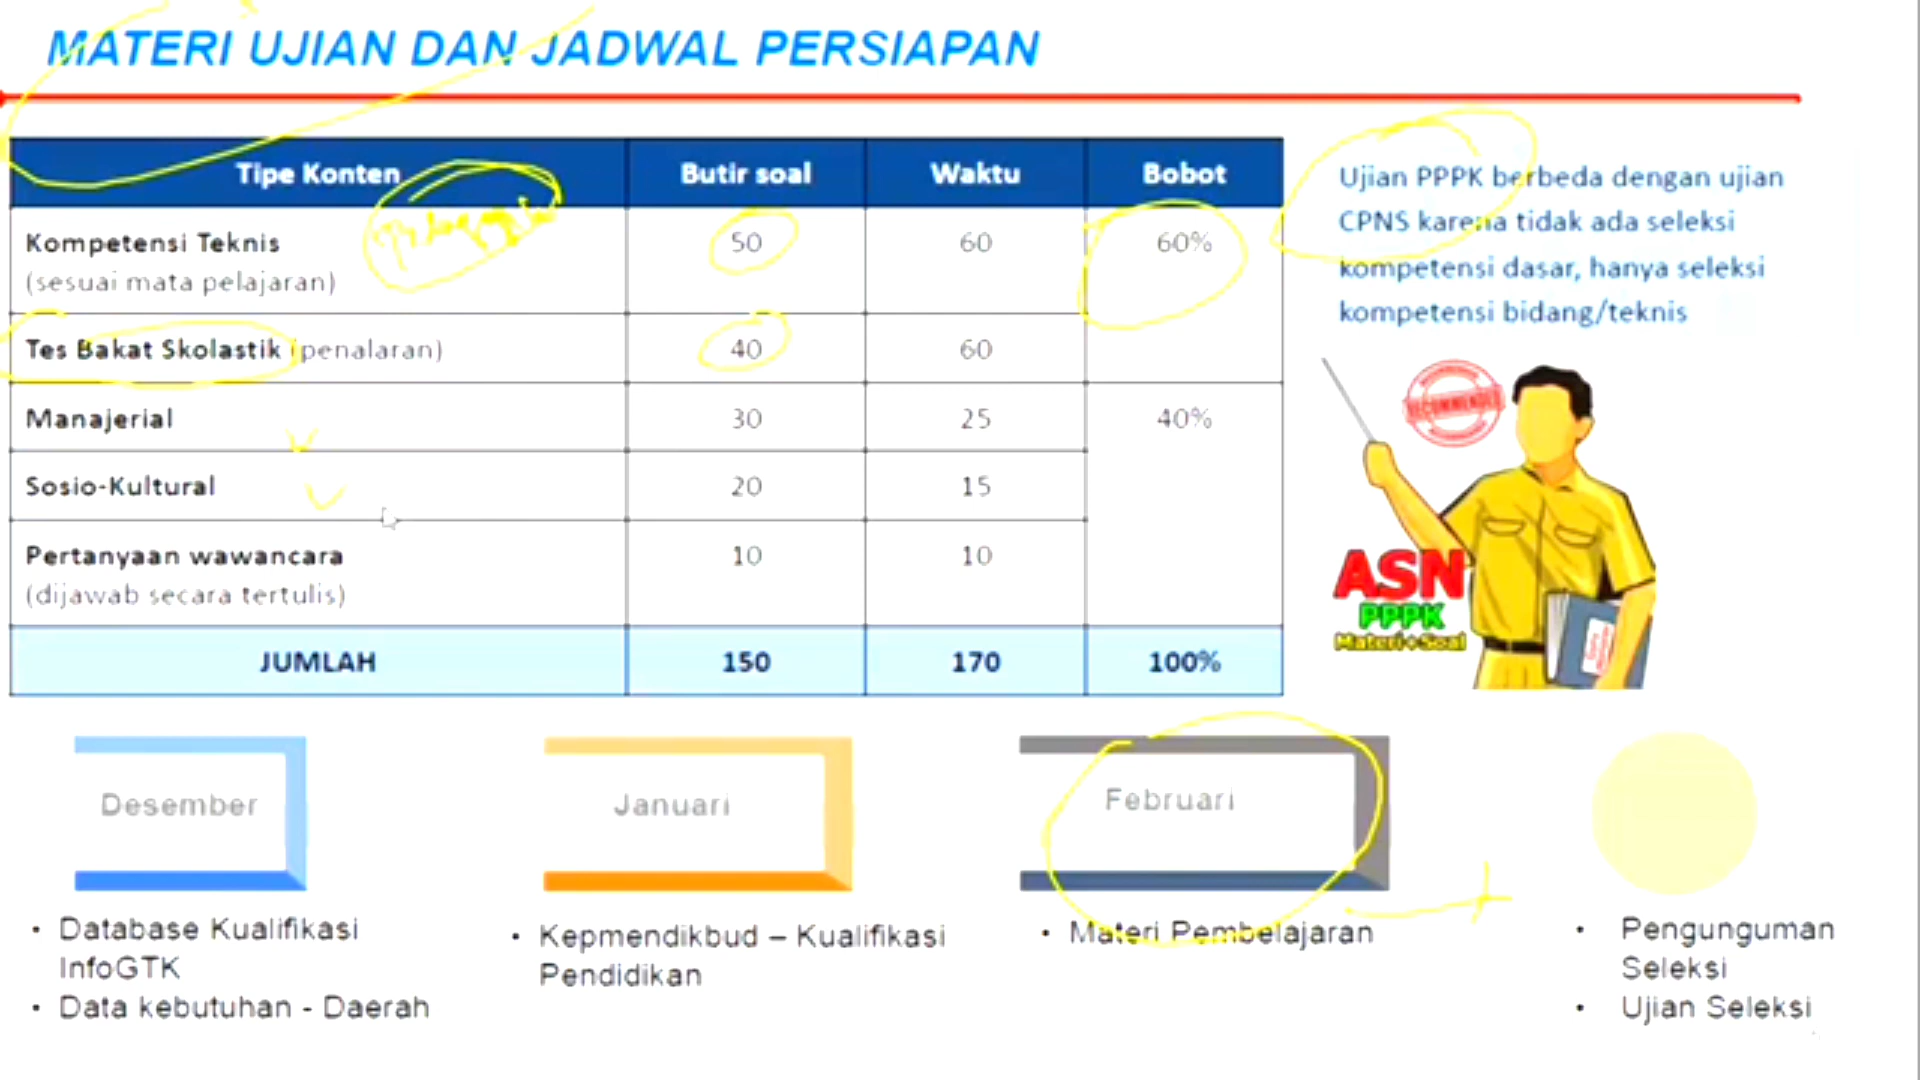 MATERI UJIAN DAN JADWAL PERSIAPAN
Tipe Konten Butir soal Waktu Bobot
Kompetensi Teknis 50 60 60%
(sesuai mata pelajaran)
Tes Bakat Skolastik (penalaran) 40 60
Manajerial 30 25 40%
Sosio-Kultural 20 15
Pertanyaan wawancara 10 10
(dijawab secara tertulis)
JUMLAH 150 170 100%
Ujian PPPK berbeda dengan ujian
CPNS karena tidak ada seleksi
kompetensi dasar, hanya seleksi
kompetensi bidang/teknis
RECOMMENDED
ASN
PPPK
Materi+Soal
Desember
• Database Kualifikasi
InfoGTK
• Data kebutuhan - Daerah
Januari
• Kepmendikbud – Kualifikasi
Pendidikan
Februari
• Materi Pembelajaran
• Pengunguman
Seleksi
• Ujian Seleksi